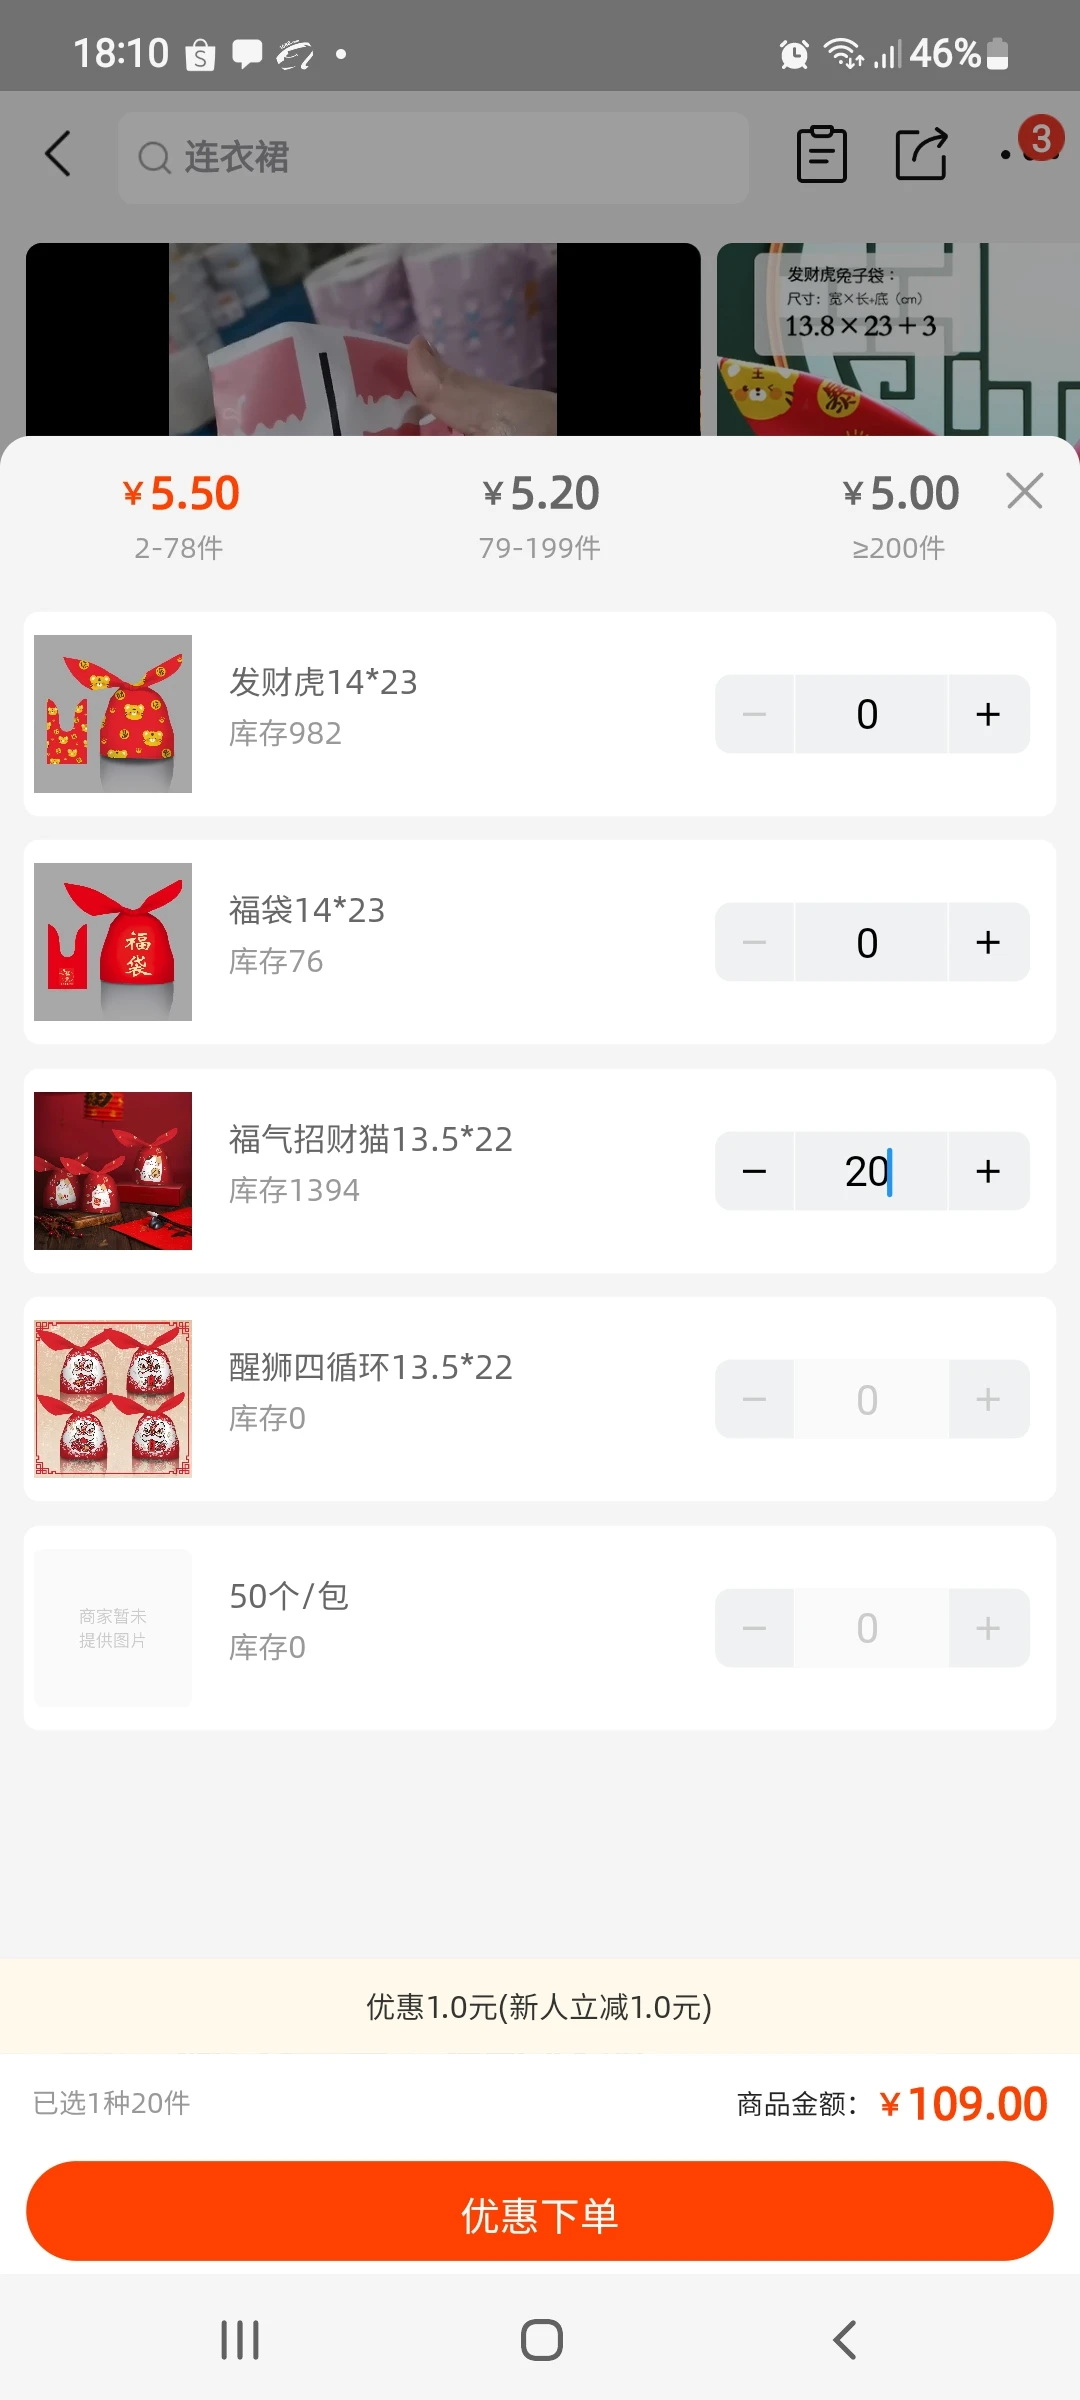 18:10
46%
连衣裙
3
发财虎兔子袋：
尺寸：宽×长+底（cm）
13.8×23+3
¥5.50
¥5.20
¥5.00
2-78件
79-199件
≥200件
发财虎14*23
库存982
0
福袋
福袋14*23
库存76
0
福气招财猫13.5*22
库存1394
20
醒狮四循环13.5*22
库存0
0
商家暂未
提供图片
50个/包
库存0
0
优惠1.0元(新人立减1.0元)
已选1种20件
商品金额：¥109.00
优惠下单